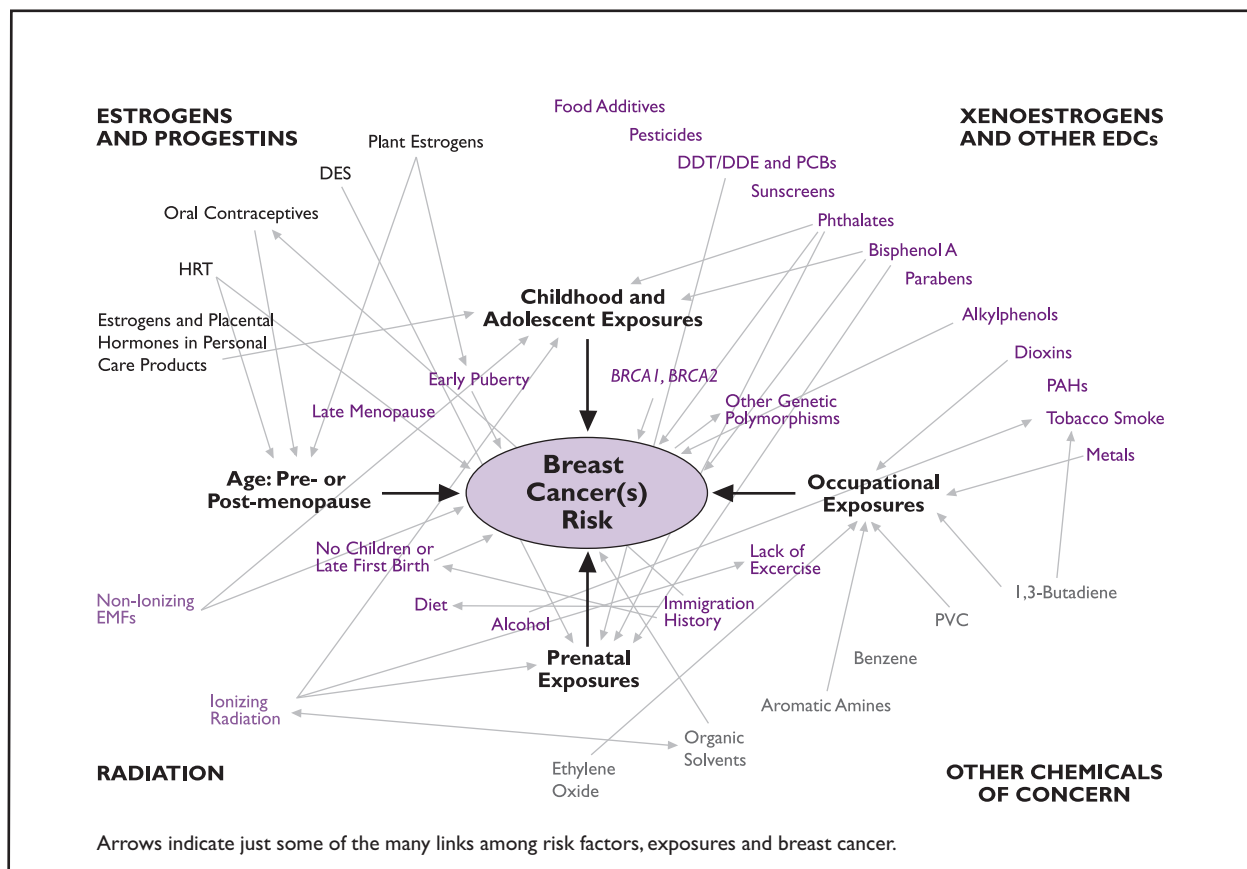 ESTROGENS
AND PROGESTINS
Food Additives
XENOESTROGENS
AND OTHER EDCs
Pesticides
Plant Estrogens
DES
DDT/DDE and PCBs
Sunscreens
Oral Contraceptives
Phthalates
HRT
Bisphenol A
Parabens
Childhood and
Adolescent Exposures
Estrogens and Placental
Hormones in Personal
Care Products
Alkylphenols
Dioxins
Early Puberty
BRCA1, BRCA2
PAHs
Late Menopause
Other Genetic
Polymorphisms
Tobacco Smoke
Metals
Age: Pre- or
Post-menopause
Breast
Cancer(s)
Risk
Occupational
Exposures
No Children or
Late First Birth
Lack of
Excercise
Non-Ionizing
EMFs
Diet
Alcohol
Immigration
History
1,3-Butadiene
PVC
Prenatal
Exposures
Benzene
Ionizing
Radiation
Aromatic Amines
Organic
Solvents
Ethylene
Oxide
RADIATION
OTHER CHEMICALS
OF CONCERN
Arrows indicate just some of the many links among risk factors, exposures and breast cancer.